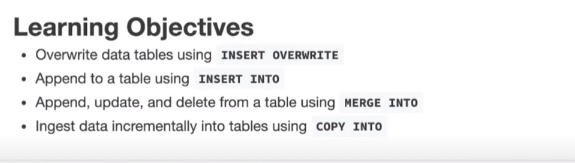 Learning Objectives
• Overwrite data tables using INSERT OVERWRITE
• Append to a table using INSERT INTO
• Append, update, and delete from a table using MERGE INTO
• Ingest data incrementally into tables using COPY INTO